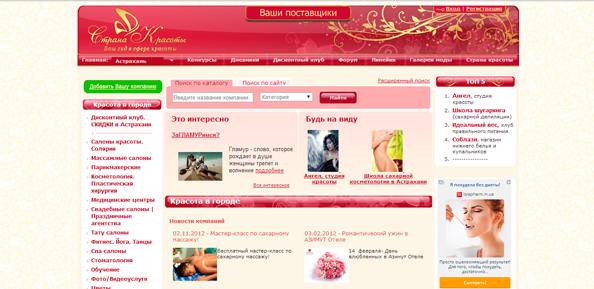 Ваши поставщики
Вход | Регистрация
Страна Красоты
Ваш гид в сфере красоты
Главная:
Астрахань
Конкурсы
Дневники
Дисконтный клуб
Форум
Линейки
Галерея моды
Страна красоты
Добавить Вашу компанию
Красота в городе
Дисконтный клуб.
СКИДКИ в Астрахани
Салоны красоты.
Солярии
Массажные салоны
Парикмахерские
Косметология.
Пластическая
хирургия
Медицинские центры
Свадебные салоны |
Праздничные
агентства
Тату салоны
Фитнес. Йога. Танцы
Спа салоны
Стоматология
Обучение
Фото/Видеоуслуги
Цветы
Поиск по каталогу
Поиск по сайту
Расширенный поиск
Введите название компании
Категория
Найти
Это интересно
ЗаГЛАМУРимся?
Гламур - слово, которое
рождает в душе
женщины трепет и
волнение подробнее
Все интересное
Будь на виду
Ангел, студия
красоты
Школа сахарной
косметологии в Астрахани
Красота в городе
Новости компаний
02.11.2012 - Мастер-класс по сахарному
массажу!
Бесплатный мастер-класс по
сахарному массажу!
03.02.2012 - Романтический ужин в
АЗИМУТ Отеле
14 февраля- День
влюбленных в Азимут Отеле
ТОП 5
1. Ангел, студия
красоты
2. Школа шугаринга
(сахарной депиляции)
3. Идеальный вес, клуб
правильного питания
4. Соблазн, магазин
нижнего белья и
купальников
5. ---------------
Я похудела без диеты!
Просто ошеломляющий результат!
Для того, чтобы похудеть,
достаточно...
Ознакомиться